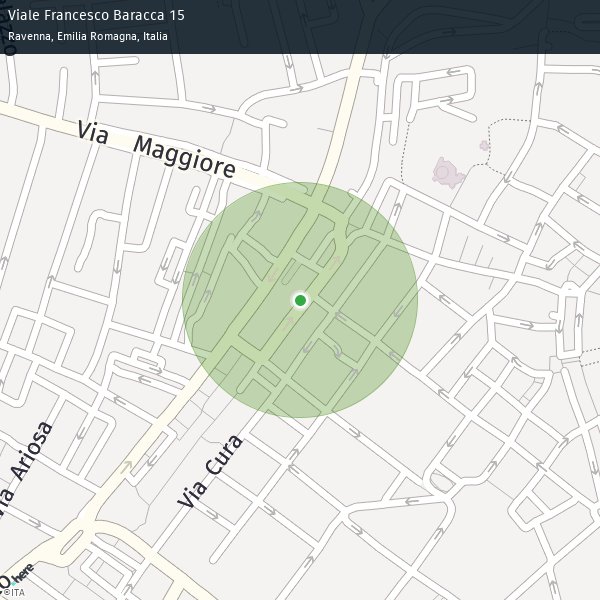 Viale Francesco Baracca 15
Ravenna, Emilia Romagna, Italia
Via Maggiore
Via Ariosa
Via Cura
here
©ITA